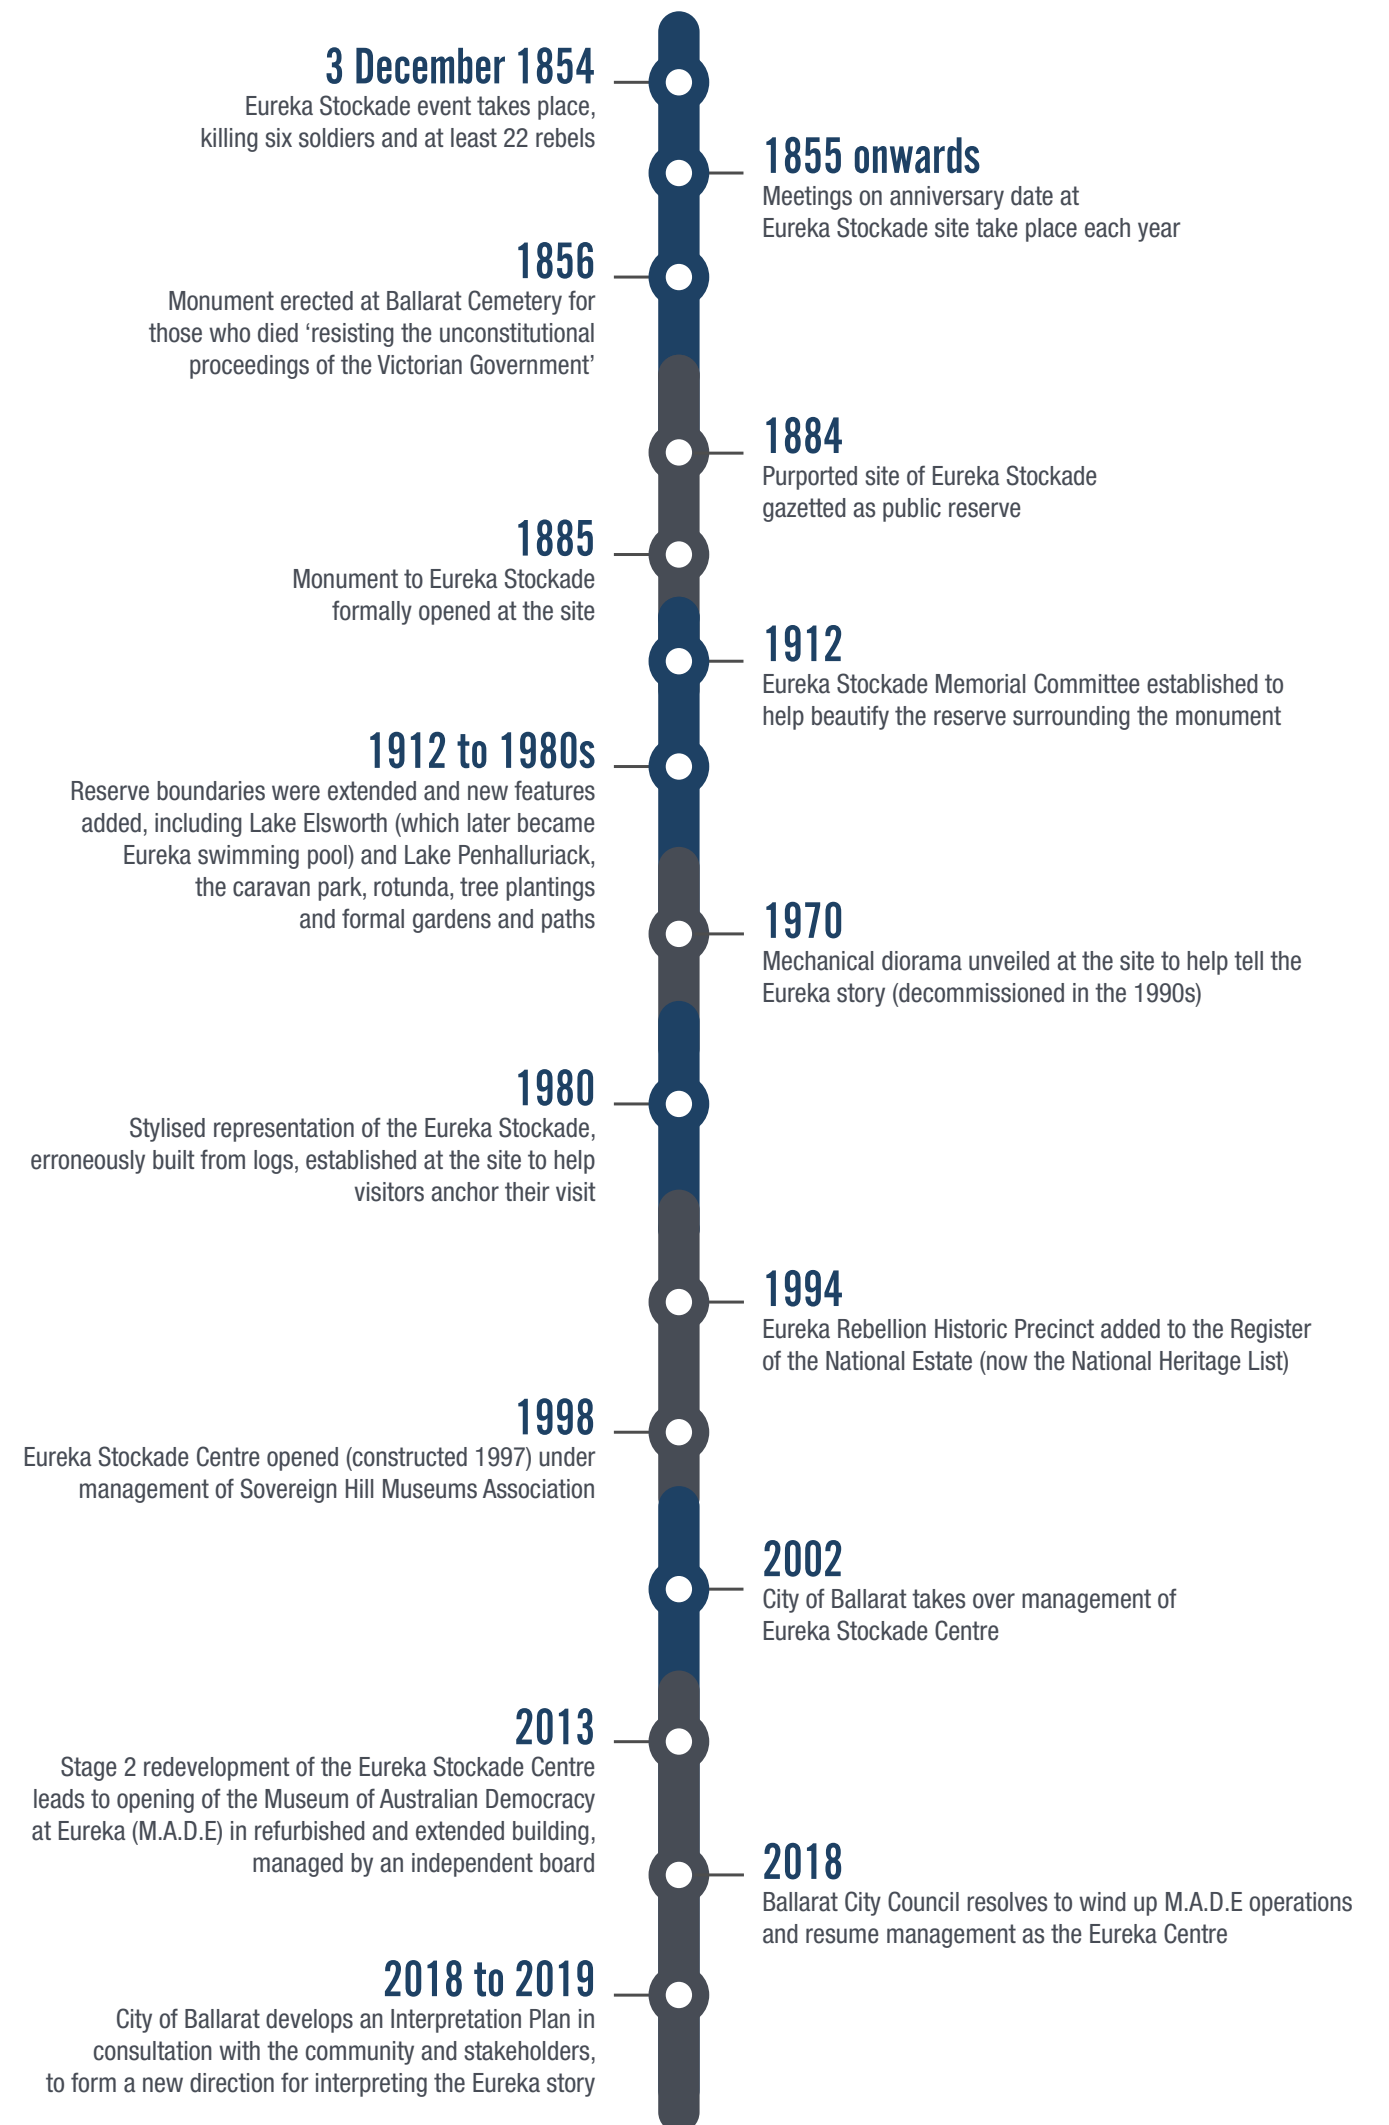 3 December 1854
Eureka Stockade event takes place,
killing six soldiers and at least 22 rebels
1855 onwards
Meetings on anniversary date at
Eureka Stockade site take place each year
1856
Monument erected at Ballarat Cemetery for
those who died ‘resisting the unconstitutional
proceedings of the Victorian Government’
1884
Purported site of Eureka Stockade
gazetted as public reserve
1885
Monument to Eureka Stockade
formally opened at the site
1912
Eureka Stockade Memorial Committee established to
help beautify the reserve surrounding the monument
1912 to 1980s
Reserve boundaries were extended and new features
added, including Lake Elsworth (which later became
Eureka swimming pool) and Lake Penhalluriack,
the caravan park, rotunda, tree plantings
and formal gardens and paths
1970
Mechanical diorama unveiled at the site to help tell the
Eureka story (decommissioned in the 1990s)
1980
Stylised representation of the Eureka Stockade,
erroneously built from logs, established at the site to help
visitors anchor their visit
1994
Eureka Rebellion Historic Precinct added to the Register
of the National Estate (now the National Heritage List)
1998
Eureka Stockade Centre opened (constructed 1997) under
management of Sovereign Hill Museums Association
2002
City of Ballarat takes over management of
Eureka Stockade Centre
2013
Stage 2 redevelopment of the Eureka Stockade Centre
leads to opening of the Museum of Australian Democracy
at Eureka (M.A.D.E) in refurbished and extended building,
managed by an independent board
2018
Ballarat City Council resolves to wind up M.A.D.E operations
and resume management as the Eureka Centre
2018 to 2019
City of Ballarat develops an Interpretation Plan in
consultation with the community and stakeholders,
to form a new direction for interpreting the Eureka story